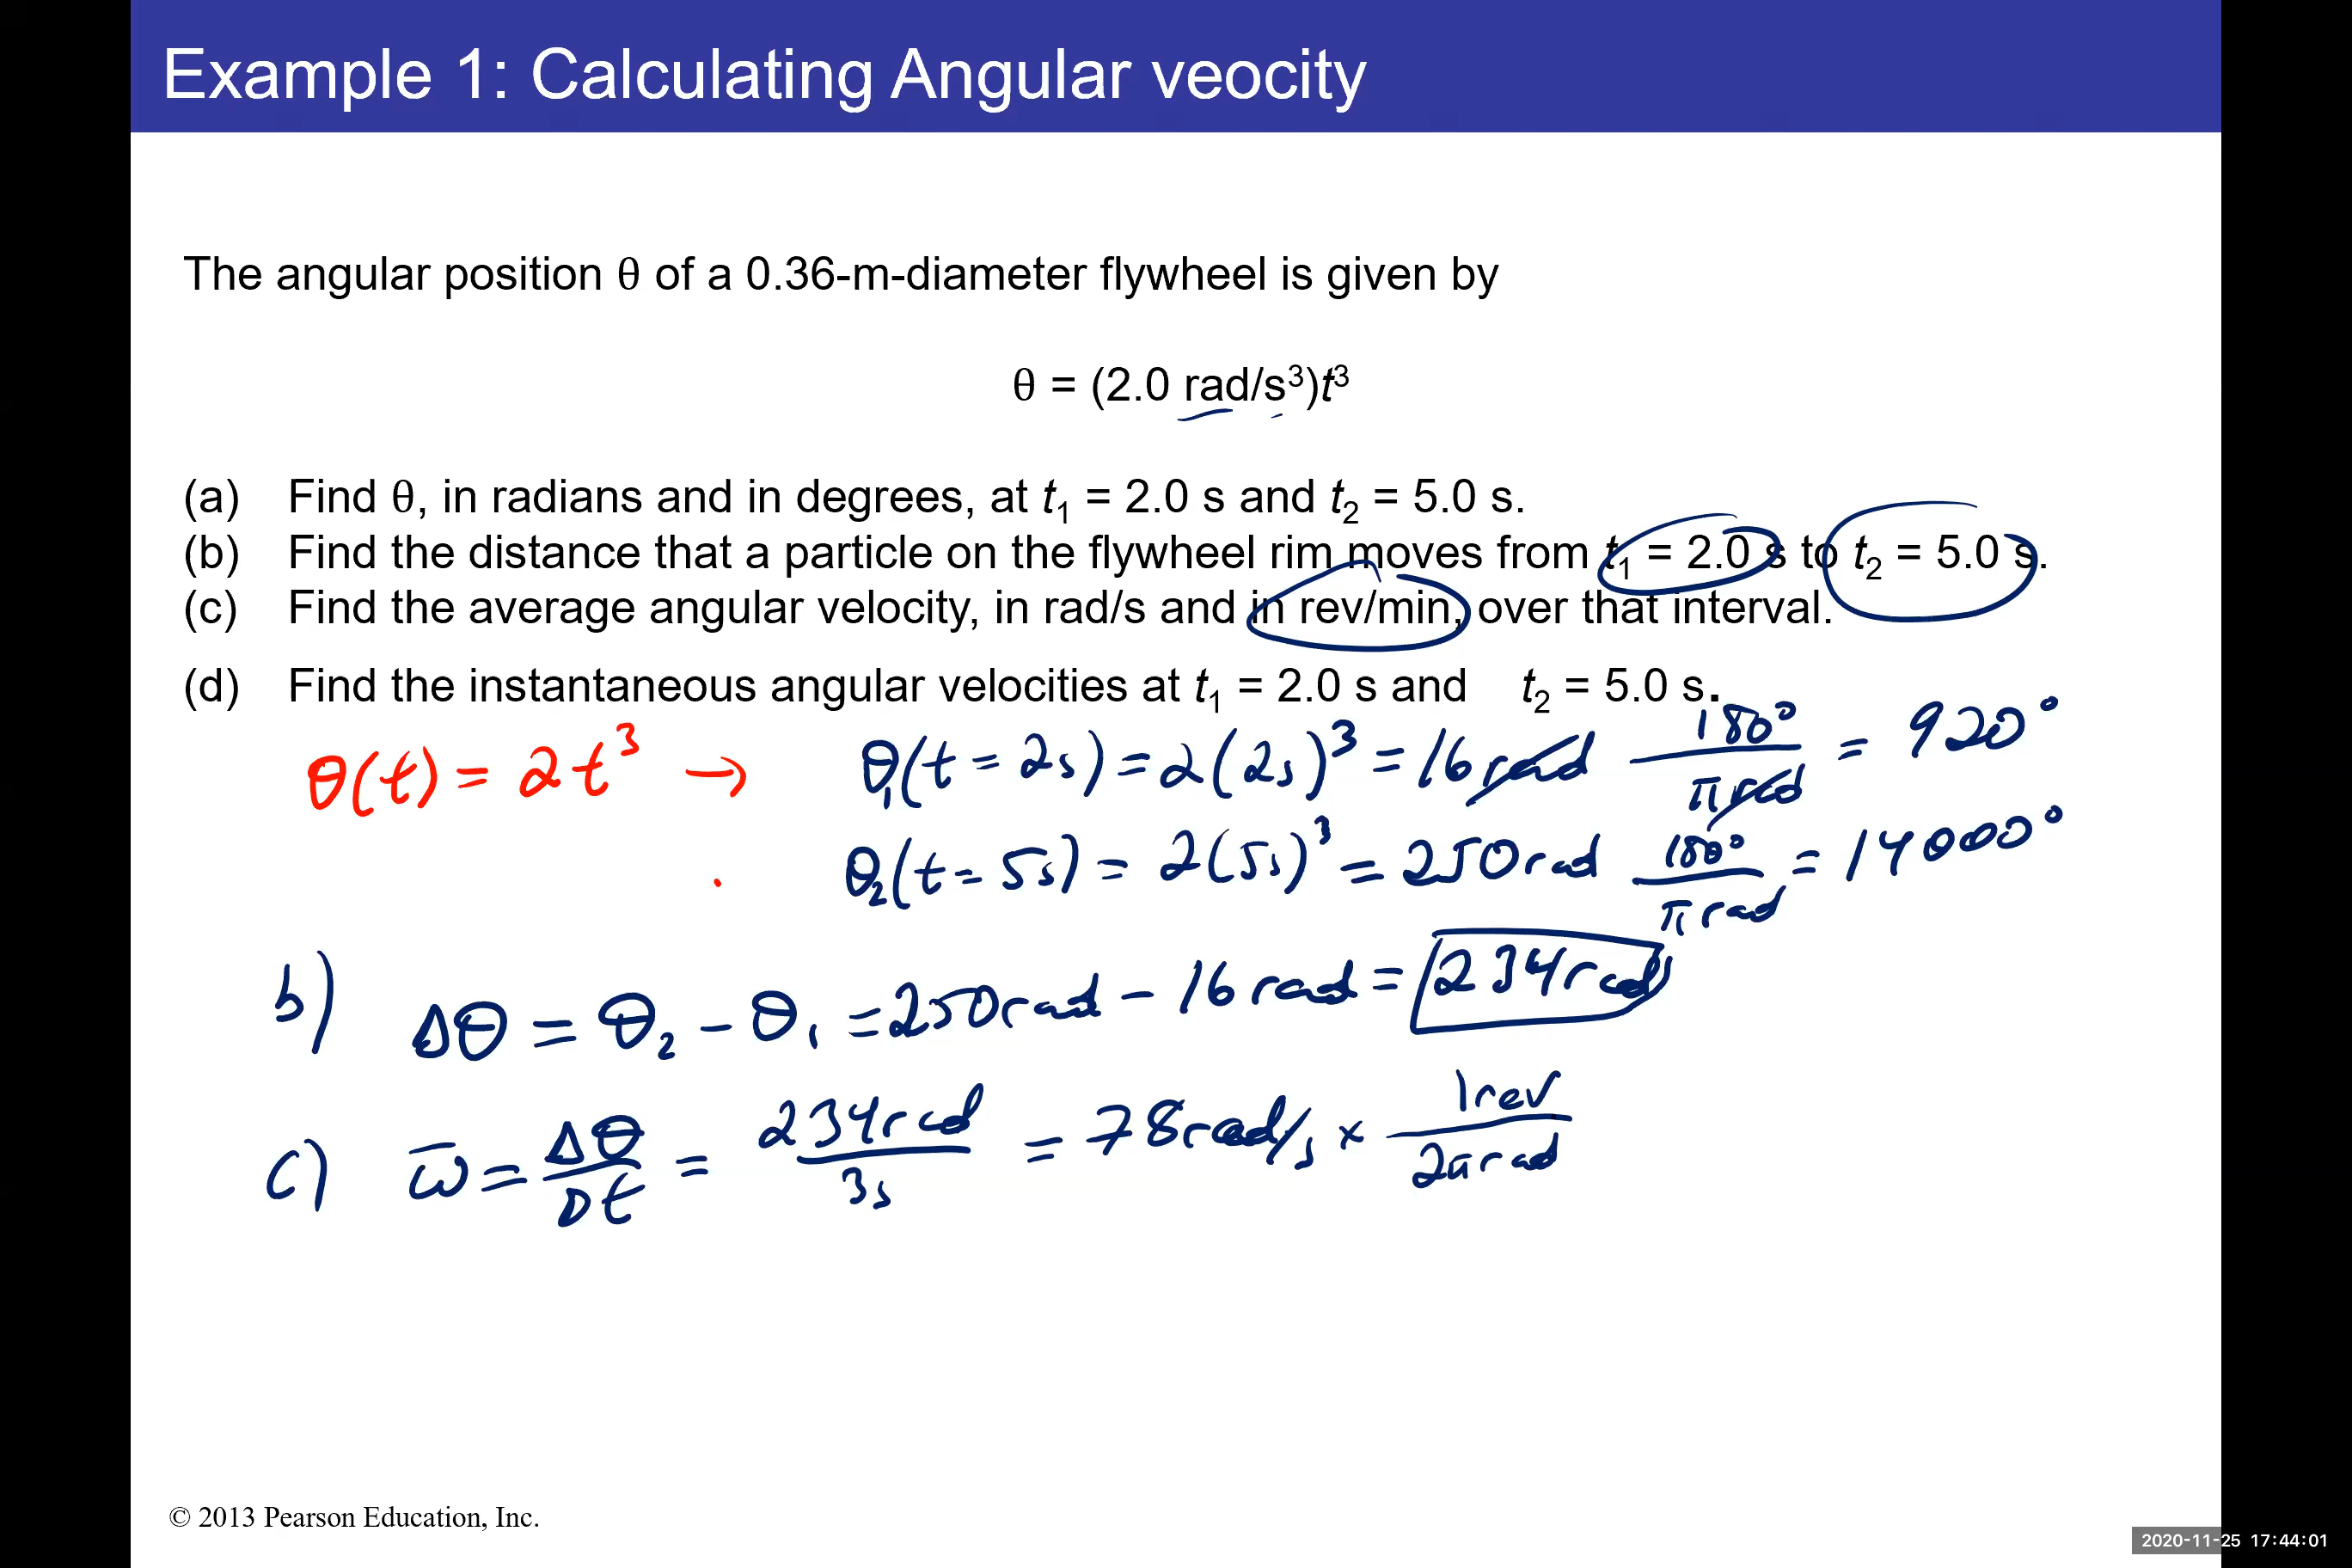 Example 1: Calculating Angular veocity
The angular position θ of a 0.36-m-diameter flywheel is given by
θ = (2.0 rad/s³)t³
(a) Find θ, in radians and in degrees, at t₁ = 2.0 s and t₂ = 5.0 s.
(b) Find the distance that a particle on the flywheel rim moves from t₁ = 2.0 s to t₂ = 5.0 s.
(c) Find the average angular velocity, in rad/s and in rev/min, over that interval.
(d) Find the instantaneous angular velocities at t₁ = 2.0 s and t₂ = 5.0 s.
θ(t) = 2t³ → θ₁(t = 2s) = 2(2s)³ = 16 rad 180°/π rad = 920°
θ₂(t = 5s) = 2(5s)³ = 250 rad 180°/π rad = 14000°
b) Δθ = θ₂ - θ₁ = 250 rad - 16 rad = 234 rad
c) ω̅ = Δθ/Δt = 234 rad/3s = 78 rad/s × 1 rev/2π rad
© 2013 Pearson Education, Inc.
2020-11-25 17:44:01